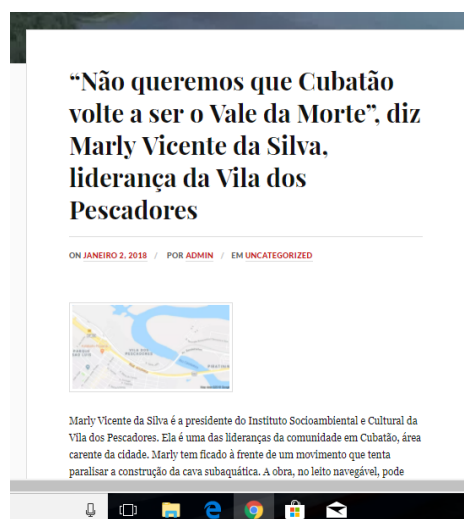 “Não queremos que Cubatão
volte a ser o Vale da Morte”, diz
Marly Vicente da Silva,
liderança da Vila dos
Pescadores
ON JANEIRO 2, 2018 / POR ADMIN / EM UNCATEGORIZED
VILA DOS
PESCADORES
Marly Vicente da Silva é a presidente do Instituto Socioambiental e Cultural da
Vila dos Pescadores. Ela é uma das lideranças da comunidade em Cubatão, área
carente da cidade. Marly tem ficado à frente de um movimento que tenta
paralisar a construção da cava subaquática. A obra, no leito navegável, pode